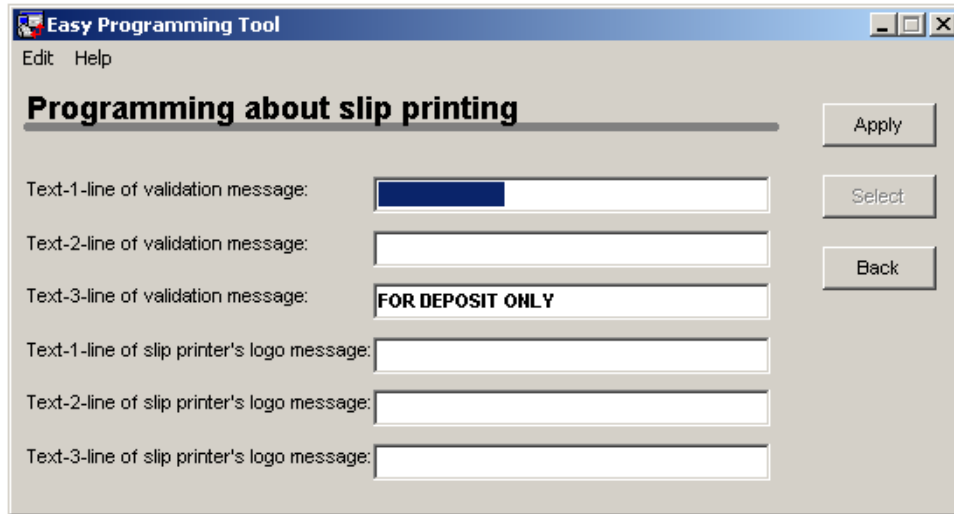 Easy Programming Tool
Edit Help
Programming about slip printing
Apply
Text-1-line of validation message:
Select
Text-2-line of validation message:
Back
Text-3-line of validation message: FOR DEPOSIT ONLY
Text-1-line of slip printer's logo message:
Text-2-line of slip printer's logo message:
Text-3-line of slip printer's logo message: